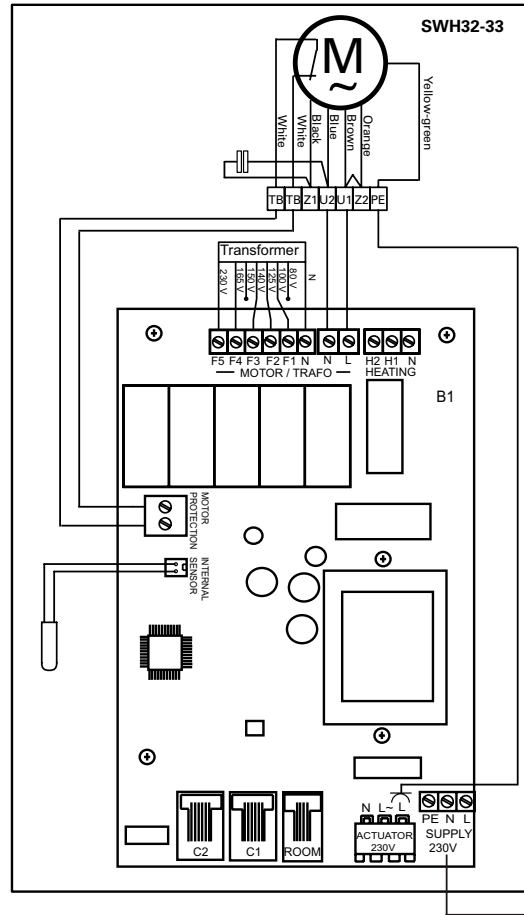 SWH32-33
M
~
White
White
Black
Blue
Brown
Orange
Yellow-green
TB TB Z1 U2 U1 Z2 PE
Transformer
230 V
165 V
150 V
140 V
125 V
100 V
80 V
N
F5 F4 F3 F2 F1 N N L
MOTOR / TRAFO
H2 H1 N
HEATING
B1
MOTOR
PROTECTION
INTERNAL
SENSOR
N L~ L
ACTUATOR
230V
PE N L
SUPPLY
230V
C2
C1
ROOM